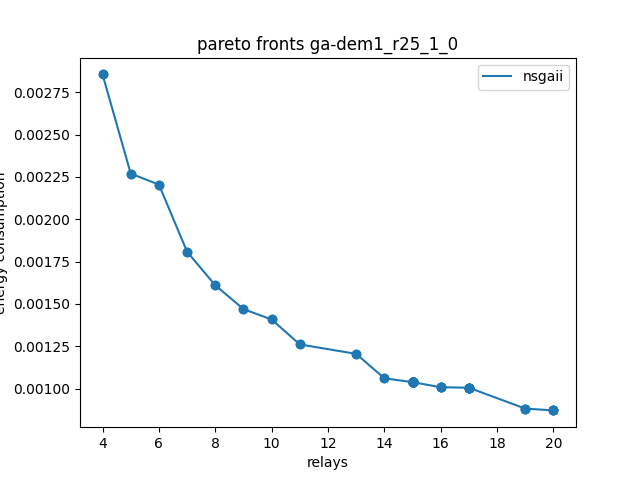 pareto fronts ga-dem1_r25_1_0
nsgaii
0.00275
0.00250
0.00225
0.00200
0.00175
0.00150
0.00125
0.00100
energy consumption
4 6 8 10 12 14 16 18 20
relays